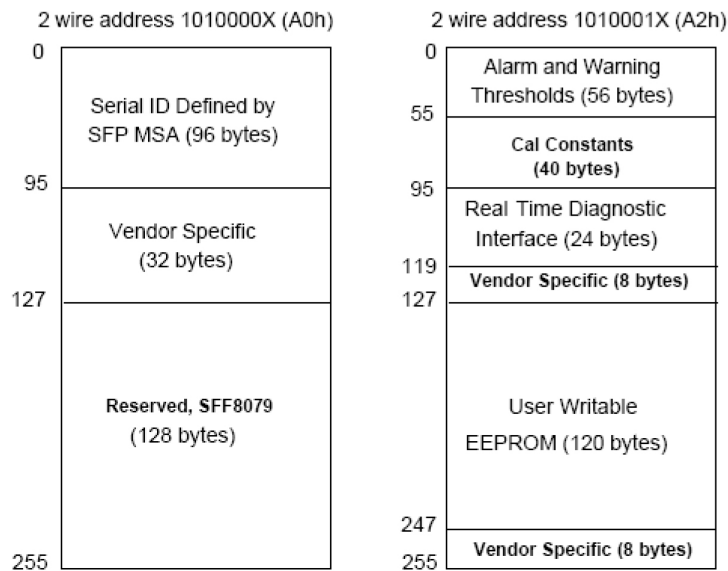 2 wire address 1010000X (A0h)
0
Serial ID Defined by
SFP MSA (96 bytes)
95
Vendor Specific
(32 bytes)
127
Reserved, SFF8079
(128 bytes)
255
2 wire address 1010001X (A2h)
0
Alarm and Warning
Thresholds (56 bytes)
55
Cal Constants
(40 bytes)
95
Real Time Diagnostic
Interface (24 bytes)
119
Vendor Specific (8 bytes)
127
User Writable
EEPROM (120 bytes)
247
Vendor Specific (8 bytes)
255